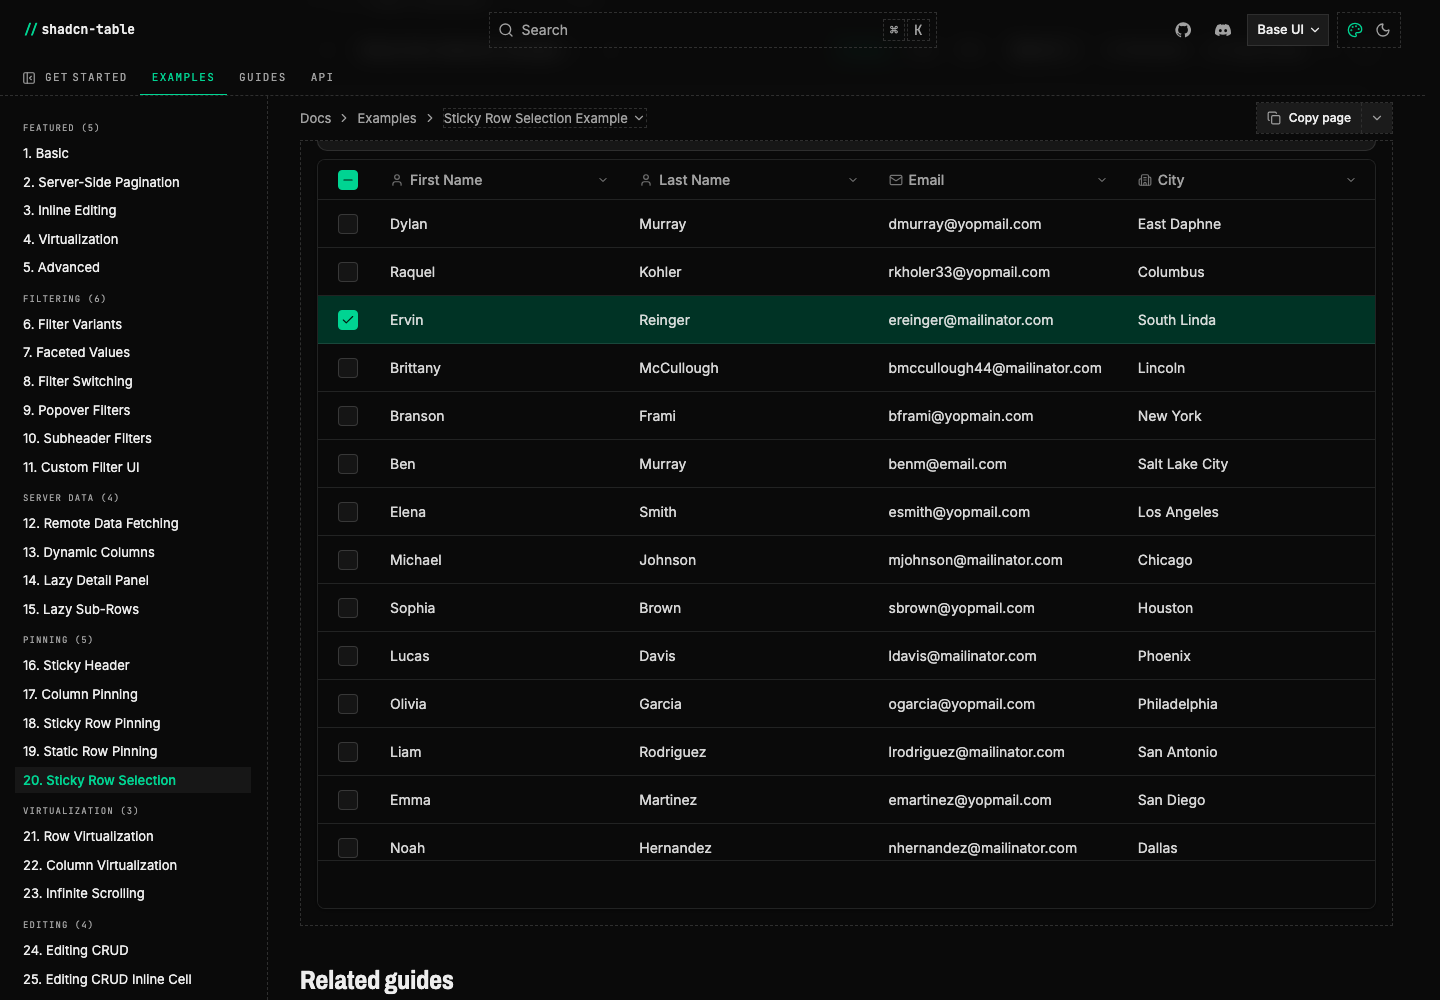 // shadcn-table
Search
⌘ K
Base UI
GET STARTED
EXAMPLES
GUIDES
API
FEATURED (5)
1. Basic
2. Server-Side Pagination
3. Inline Editing
4. Virtualization
5. Advanced
FILTERING (6)
6. Filter Variants
7. Faceted Values
8. Filter Switching
9. Popover Filters
10. Subheader Filters
11. Custom Filter UI
SERVER DATA (4)
12. Remote Data Fetching
13. Dynamic Columns
14. Lazy Detail Panel
15. Lazy Sub-Rows
PINNING (5)
16. Sticky Header
17. Column Pinning
18. Sticky Row Pinning
19. Static Row Pinning
20. Sticky Row Selection
VIRTUALIZATION (3)
21. Row Virtualization
22. Column Virtualization
23. Infinite Scrolling
EDITING (4)
24. Editing CRUD
25. Editing CRUD Inline Cell
Docs > Examples > Sticky Row Selection Example
Copy page
First Name Last Name Email City
Dylan Murray dmurray@yopmail.com East Daphne
Raquel Kohler rkholer33@yopmail.com Columbus
Ervin Reinger ereinger@mailinator.com South Linda
Brittany McCullough bmccullough44@mailinator.com Lincoln
Branson Frami bframi@yopmain.com New York
Ben Murray benm@email.com Salt Lake City
Elena Smith esmith@yopmail.com Los Angeles
Michael Johnson mjohnson@mailinator.com Chicago
Sophia Brown sbrown@yopmail.com Houston
Lucas Davis ldavis@mailinator.com Phoenix
Olivia Garcia ogarcia@yopmail.com Philadelphia
Liam Rodriguez lrodriguez@mailinator.com San Antonio
Emma Martinez emartinez@yopmail.com San Diego
Noah Hernandez nhernandez@mailinator.com Dallas
Related guides